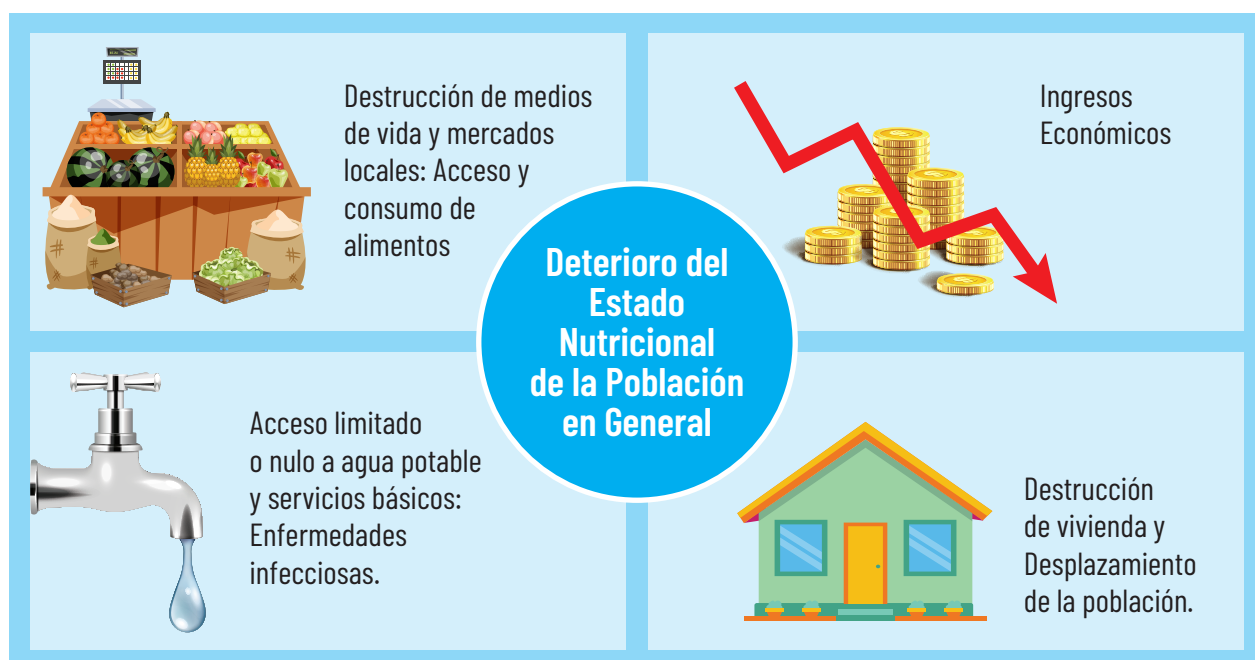 Destrucción de medios
de vida y mercados
locales: Acceso y
consumo de
alimentos
Ingresos
Económicos
Deterioro del
Estado
Nutricional
de la Población
en General
Acceso limitado
o nulo a agua potable
y servicios básicos:
Enfermedades
infecciosas.
Destrucción
de vivienda y
Desplazamiento
de la población.